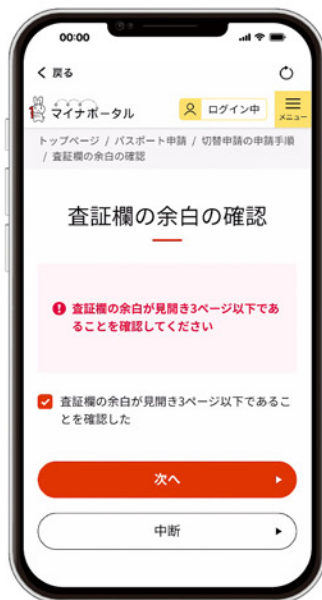 00:00
戻る
マイナポータル
ログイン中
メニュー
トップページ / パスポート申請 / 切替申請の申請手順
/ 査証欄の余白の確認
査証欄の余白の確認
査証欄の余白が見開き3ページ以下であ
ることを確認してください
査証欄の余白が見開き3ページ以下であるこ
とを確認した
次へ
中断